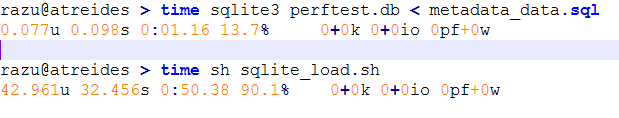 razu@atreides > time sqlite3 perftest.db < metadata_data.sql
0.077u 0.098s 0:01.16 13.7%     0+0k 0+0io 0pf+0w
razu@atreides > time sh sqlite_load.sh
42.961u 32.456s 0:50.38 90.1%     0+0k 0+0io 0pf+0w